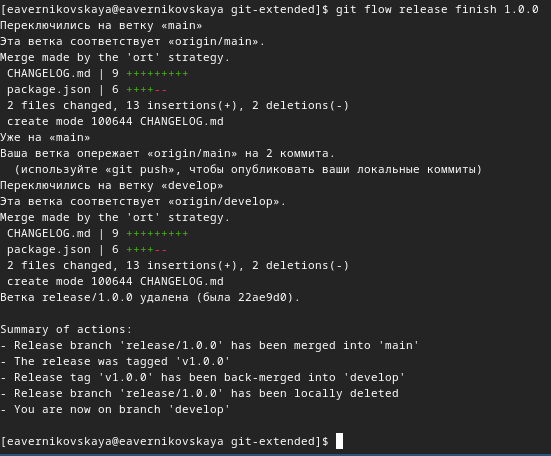 [eavernikovskaya@eavernikovskaya git-extended]$ git flow release finish 1.0.0
Переключились на ветку «main»
Эта ветка соответствует «origin/main».
Merge made by the 'ort' strategy.
 CHANGELOG.md | 9 +++++++++
 package.json | 6 ++++--
 2 files changed, 13 insertions(+), 2 deletions(-)
 create mode 100644 CHANGELOG.md
Уже на «main»
Ваша ветка опережает «origin/main» на 2 коммита.
  (используйте «git push», чтобы опубликовать ваши локальные коммиты)
Переключились на ветку «develop»
Эта ветка соответствует «origin/develop».
Merge made by the 'ort' strategy.
 CHANGELOG.md | 9 +++++++++
 package.json | 6 ++++--
 2 files changed, 13 insertions(+), 2 deletions(-)
 create mode 100644 CHANGELOG.md
Ветка release/1.0.0 удалена (была 22ae9d0).

Summary of actions:
- Release branch 'release/1.0.0' has been merged into 'main'
- The release was tagged 'v1.0.0'
- Release tag 'v1.0.0' has been back-merged into 'develop'
- Release branch 'release/1.0.0' has been locally deleted
- You are now on branch 'develop'

[eavernikovskaya@eavernikovskaya git-extended]$